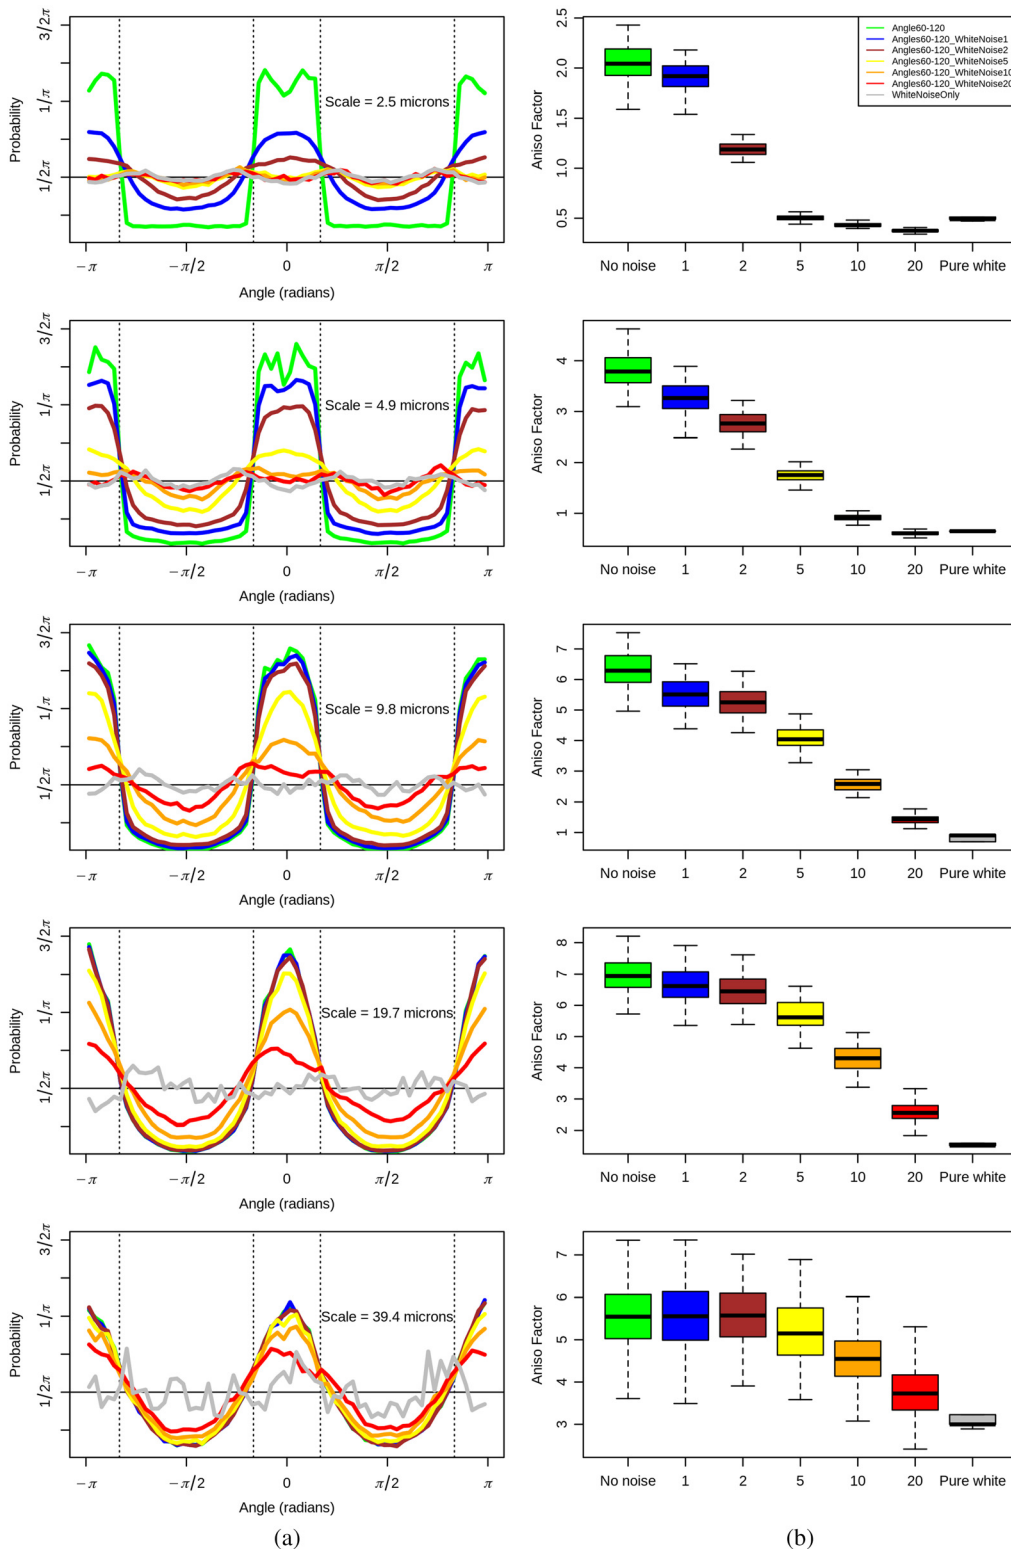 Probability
3/2π
1/π
1/2π
Scale = 2.5 microns
−π
−π/2
0
π/2
π
Angle (radians)
Aniso Factor
2.5
2.0
1.5
1.0
0.5
Angle60-120
Angles60-120_WhiteNoise1
Angles60-120_WhiteNoise2
Angles60-120_WhiteNoise5
Angles60-120_WhiteNoise10
Angles60-120_WhiteNoise20
WhiteNoiseOnly
No noise 1 2 5 10 20 Pure white
Probability
3/2π
1/π
1/2π
Scale = 4.9 microns
−π
−π/2
0
π/2
π
Angle (radians)
Aniso Factor
4
3
2
1
No noise 1 2 5 10 20 Pure white
Probability
3/2π
1/π
1/2π
Scale = 9.8 microns
−π
−π/2
0
π/2
π
Angle (radians)
Aniso Factor
7
6
5
4
3
2
1
No noise 1 2 5 10 20 Pure white
Probability
3/2π
1/π
1/2π
Scale = 19.7 microns
−π
−π/2
0
π/2
π
Angle (radians)
Aniso Factor
8
7
6
5
4
3
2
No noise 1 2 5 10 20 Pure white
Probability
3/2π
1/π
1/2π
Scale = 39.4 microns
−π
−π/2
0
π/2
π
Angle (radians)
Aniso Factor
7
6
5
4
3
No noise 1 2 5 10 20 Pure white
(a)
(b)